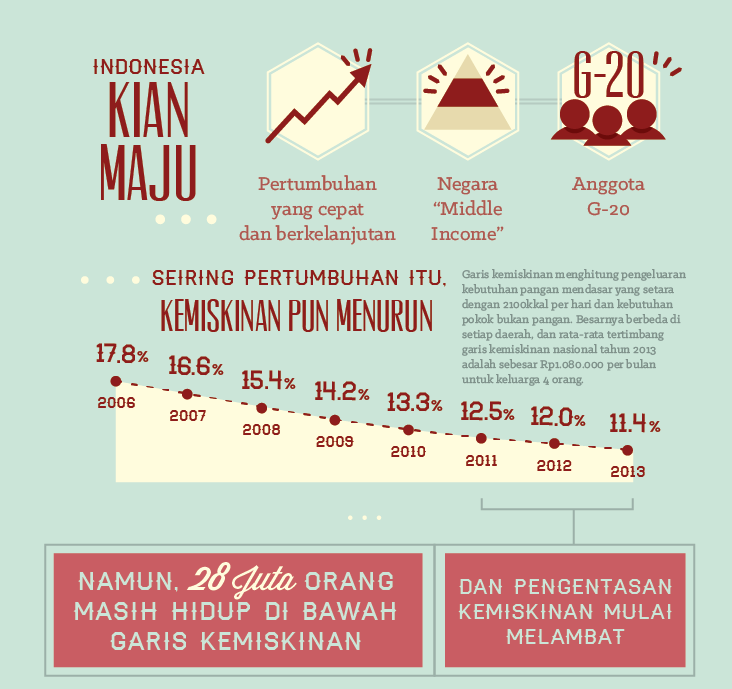 INDONESIA
KIAN
MAJU
G-20
Pertumbuhan
yang cepat
dan berkelanjutan
Negara
“Middle
Income”
Anggota
G-20
SEIRING PERTUMBUHAN ITU,
KEMISKINAN PUN MENURUN
Garis kemiskinan menghitung pengeluaran
kebutuhan pangan mendasar yang setara
dengan 2100kkal per hari dan kebutuhan
pokok bukan pangan. Besarnya berbeda di
setiap daerah, dan rata-rata tertimbang
garis kemiskinan nasional tahun 2013
adalah sebesar Rp1.080.000 per bulan
untuk keluarga 4 orang.
17.8%
2006
16.6%
2007
15.4%
2008
14.2%
2009
13.3%
2010
12.5%
2011
12.0%
2012
11.4%
2013
NAMUN, 28 Juta ORANG
MASIH HIDUP DI BAWAH
GARIS KEMISKINAN
DAN PENGENTASAN
KEMISKINAN MULAI
MELAMBAT